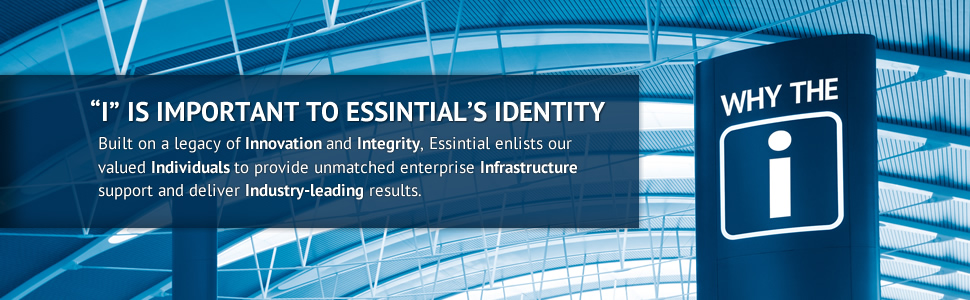 “I” IS IMPORTANT TO ESSINTIAL’S IDENTITY
Built on a legacy of Innovation and Integrity, Essintial enlists our
valued Individuals to provide unmatched enterprise Infrastructure
support and deliver Industry-leading results.
WHY THE
i